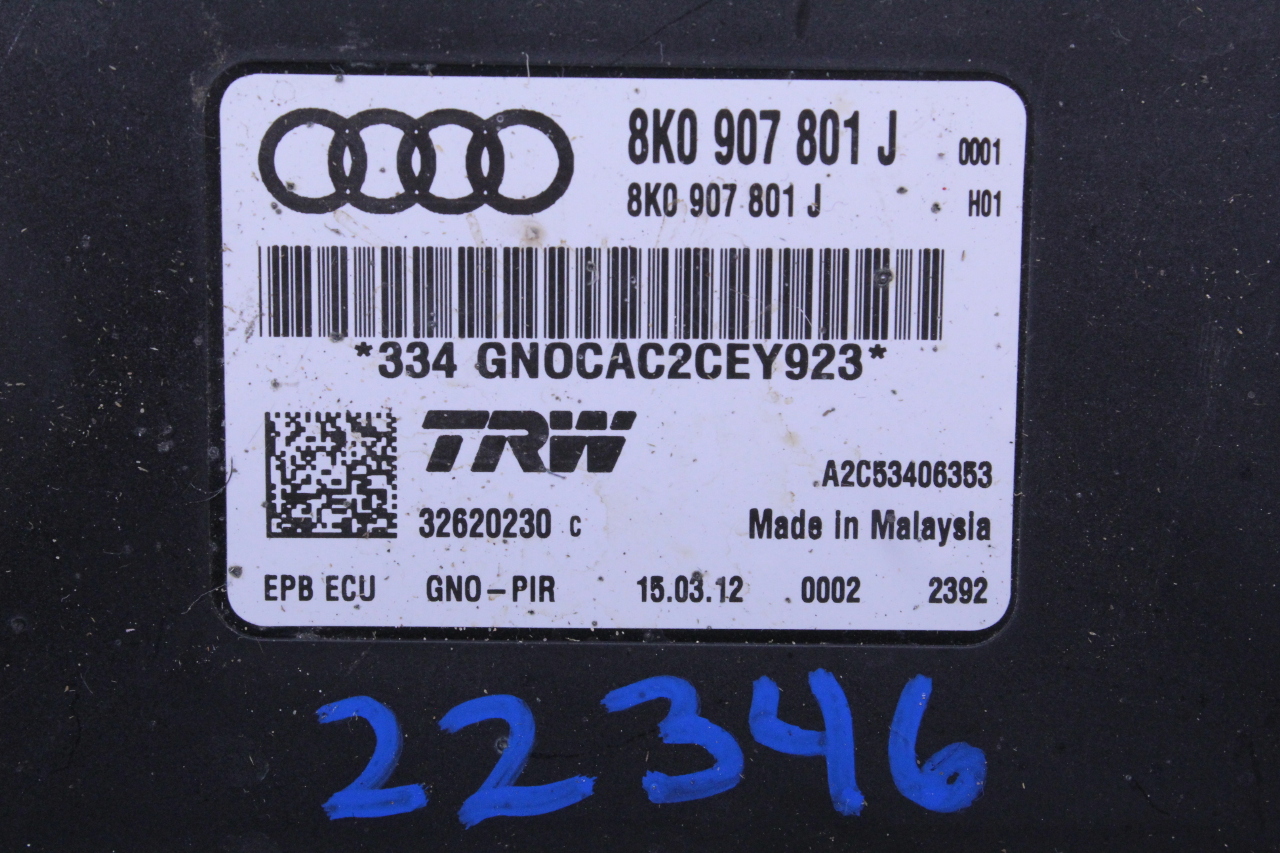 8K0 907 801 J 0001
8K0 907 801 J H01
*334 GNOCAC2CEY923*
TRW
A2C53406353
32620230 C Made in Malaysia
EPB ECU GNO-PIR 15.03.12 0002 2392
22346